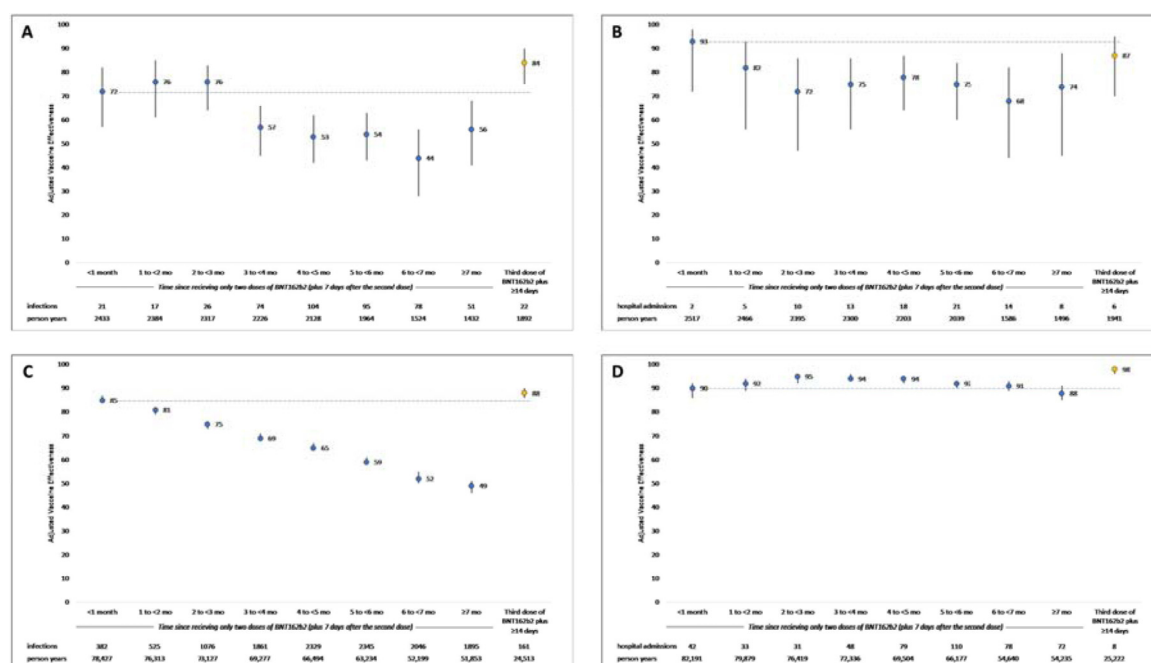 A
Adjusted Vaccine Effectiveness
100
90
80
70
60
50
40
30
20
10
0
72
76
76
57
53
54
44
56
84
<1 month 1 to <2 mo 2 to <3mo 3 to <4 mo 4 to <5 mo 5 to <6 mo 6 to <7 mo ≥7 mo Third dose of
BNT162b2 plus
≥14 days
Time since recieving only two doses of BNT162b2 (plus 7 days after the second dose)
infections 21 17 26 74 104 95 78 51 22
person years 2433 2384 2317 2226 2128 1964 1524 1432 1892
B
Adjusted Vaccine Effectiveness
100
90
80
70
60
50
40
30
20
10
0
93
82
72
75
78
75
68
74
87
<1 month 1 to <2 mo 2 to <3mo 3 to <4 mo 4 to <5 mo 5 to <6 mo 6 to <7 mo ≥7 mo Third dose of
BNT162b2 plus
≥14 days
Time since recieving only two doses of BNT162b2 (plus 7 days after the second dose)
hospital admissions 2 5 10 13 18 21 14 8 6
person years 2517 2466 2395 2300 2203 2039 1586 1496 1941
C
Adjusted Vaccine Effectiveness
100
90
80
70
60
50
40
30
20
10
0
85
81
75
69
65
59
52
49
88
<1 month 1 to <2 mo 2 to <3mo 3 to <4 mo 4 to <5 mo 5 to <6 mo 6 to <7 mo ≥7 mo Third dose of
BNT162b2 plus
≥14 days
Time since recieving only two doses of BNT162b2 (plus 7 days after the second dose)
infections 382 525 1076 1861 2329 2345 2046 1895 161
person years 78,427 76,313 73,127 69,277 66,494 63,234 52,199 51,853 24,513
D
Adjusted Vaccine Effectiveness
100
90
80
70
60
50
40
30
20
10
0
90
92
95
94
94
92
91
88
98
<1 month 1 to <2 mo 2 to <3mo 3 to <4 mo 4 to <5 mo 5 to <6 mo 6 to <7 mo ≥7 mo Third dose of
BNT162b2 plus
≥14 days
Time since recieving only two doses of BNT162b2 (plus 7 days after the second dose)
hospital admissions 42 33 31 48 79 110 78 72 8
person years 82,191 79,879 76,419 72,336 69,504 66,177 54,640 54,235 25,222